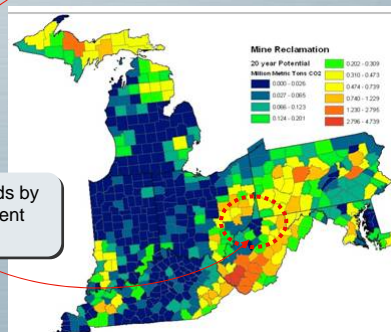 Mine Reclamation
20 year Potential
Million Metric Tons CO2
0.000 - 0.026
0.027 - 0.065
0.066 - 0.123
0.124 - 0.201
0.202 - 0.309
0.310 - 0.473
0.474 - 0.739
0.740 - 1.229
1.230 - 2.795
2.796 - 4.739
ds by
ent